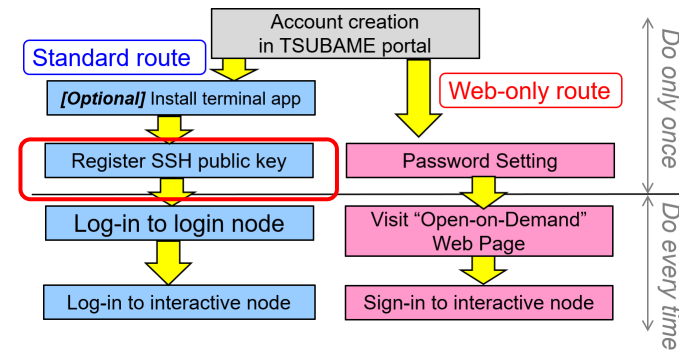 Account creation
in TSUBAME portal
Standard route
Web-only route
[Optional] Install terminal app
Register SSH public key
Password Setting
Log-in to login node
Visit “Open-on-Demand”
Web Page
Log-in to interactive node
Sign-in to interactive node
Do only once
Do every time